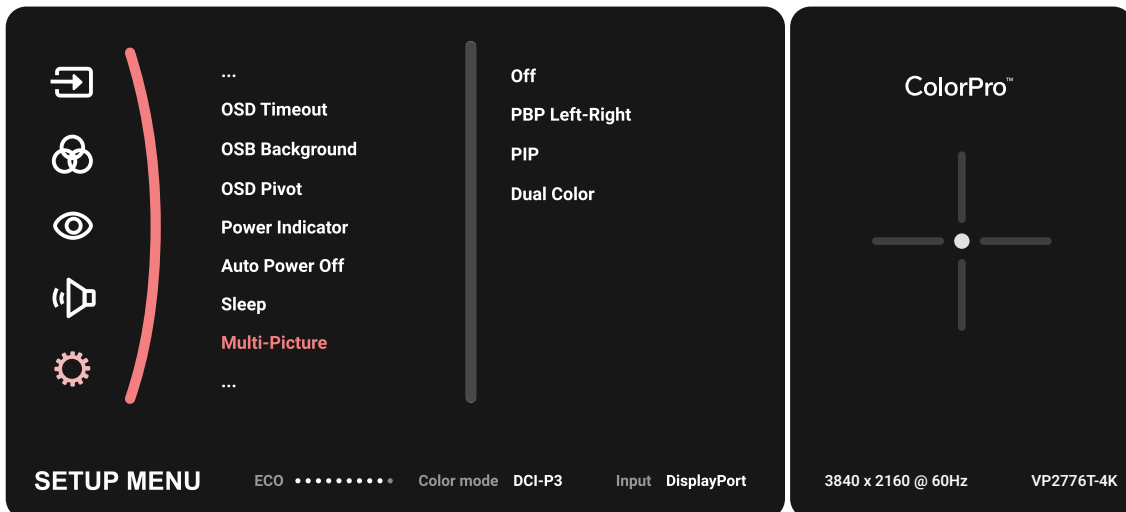 ...
OSD Timeout
OSB Background
OSD Pivot
Power Indicator
Auto Power Off
Sleep
Multi-Picture
...
Off
PBP Left-Right
PIP
Dual Color
ColorPro™
SETUP MENU
ECO
Color mode DCI-P3
Input DisplayPort
3840 x 2160 @ 60Hz
VP2776T-4K